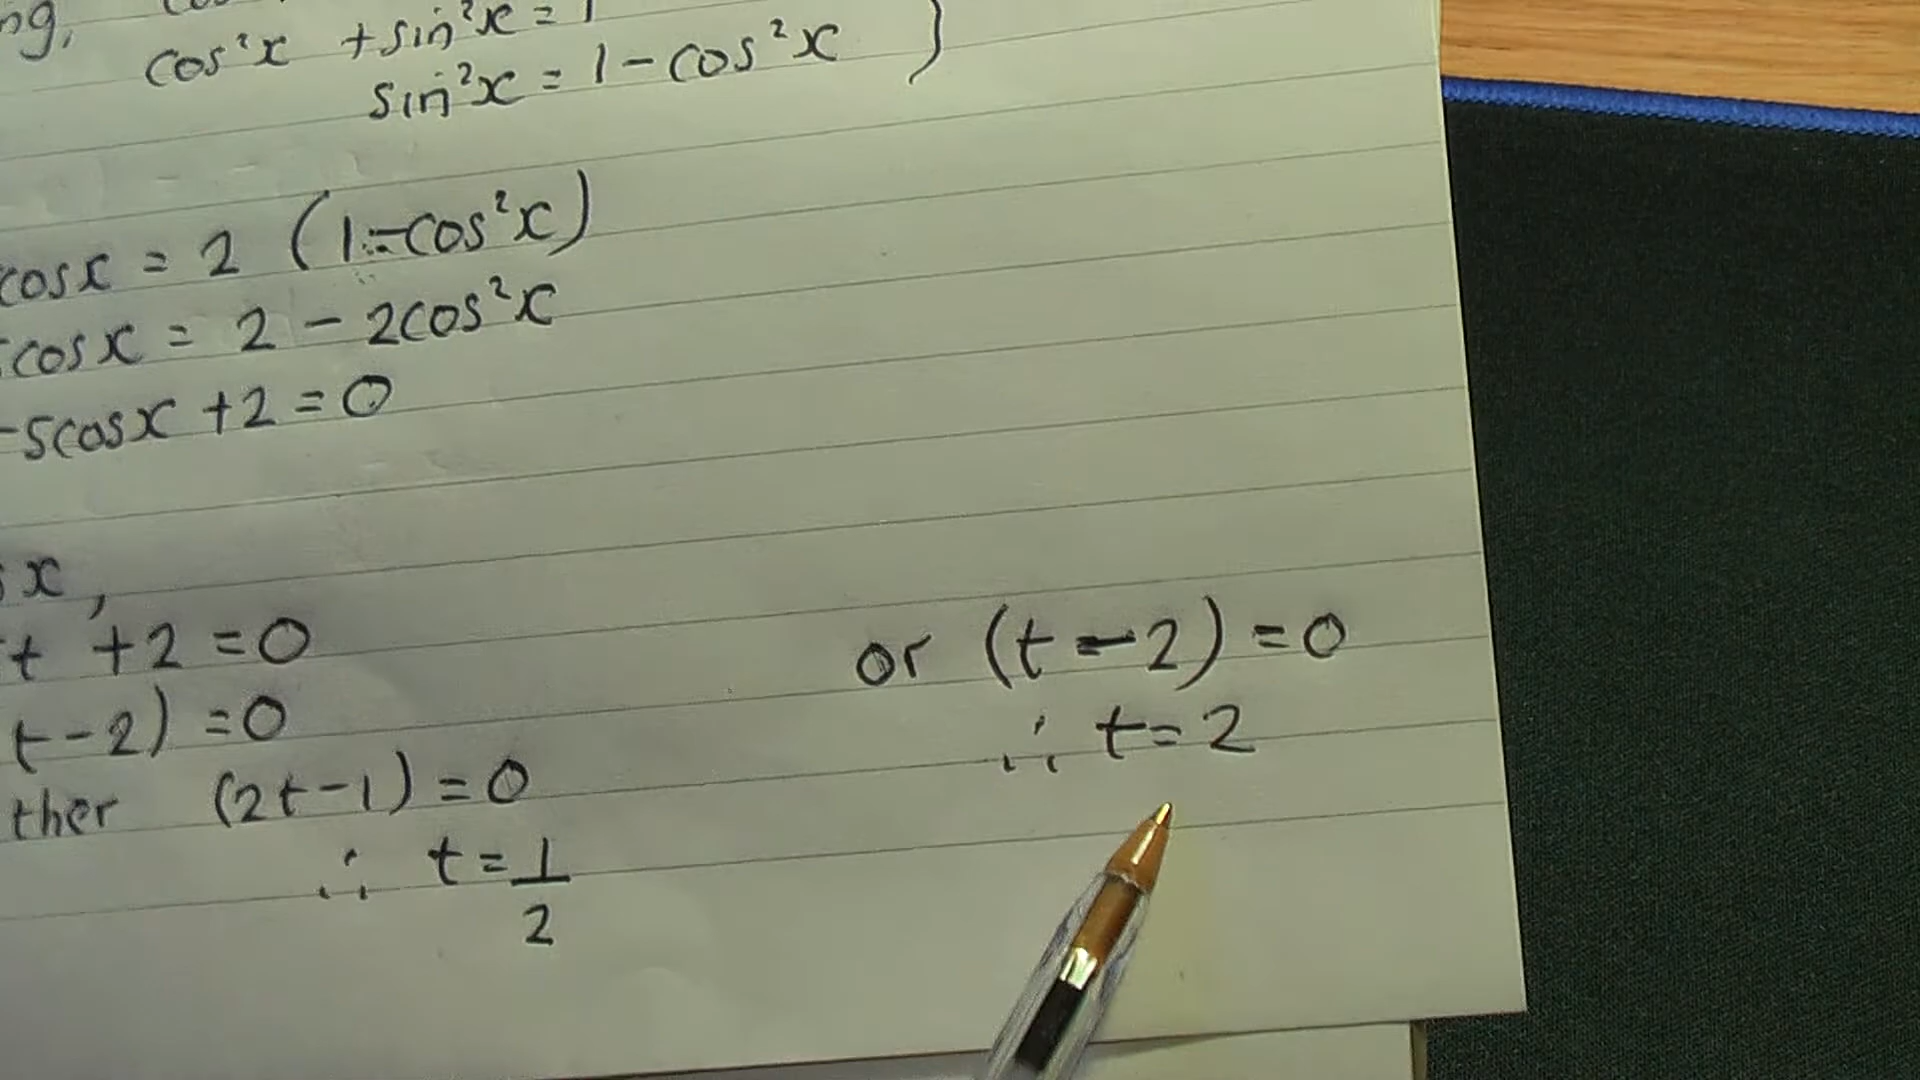 ng,
cos²x + sin²x = 1
sin²x = 1 - cos²x )
cosx = 2 (1-cos²x)
cosx = 2 - 2cos²x
-5cosx +2 = 0
x,
t +2 = 0
t-2) = 0
ther (2t-1) = 0
∴ t = 1/2
or (t-2) = 0
∴ t = 2